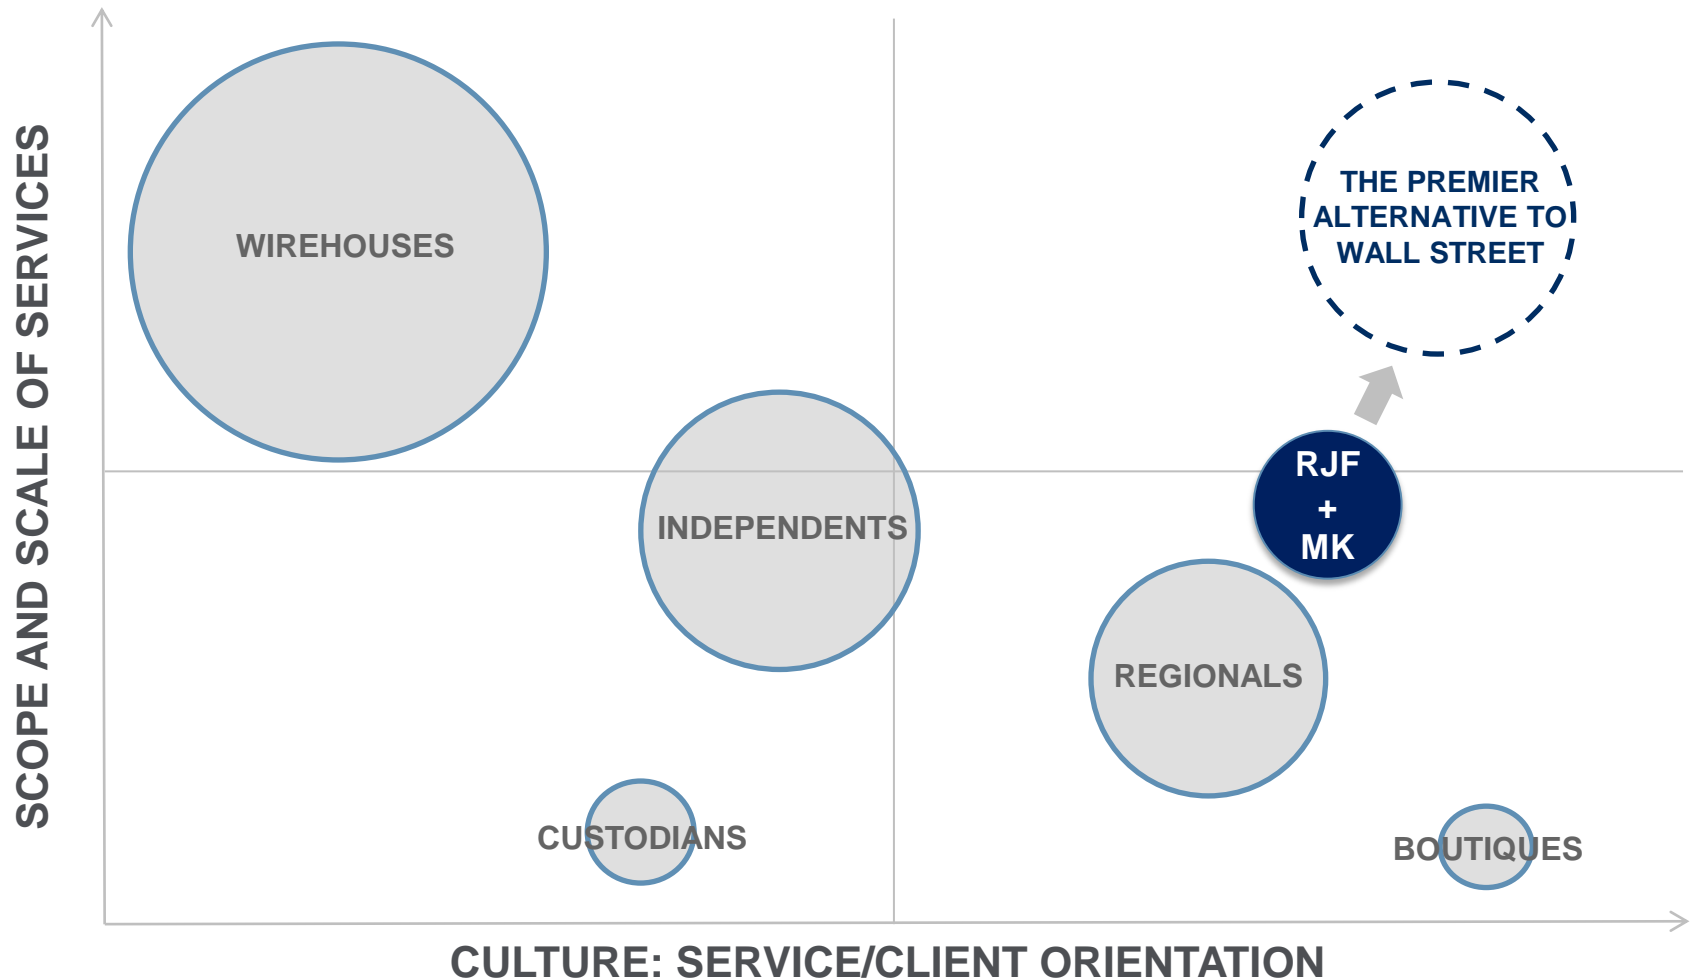 SCOPE AND SCALE OF SERVICES
WIREHOUSES
THE PREMIER
ALTERNATIVE TO
WALL STREET
RJF
+
MK
INDEPENDENTS
REGIONALS
CUSTODIANS
BOUTIQUES
CULTURE: SERVICE/CLIENT ORIENTATION